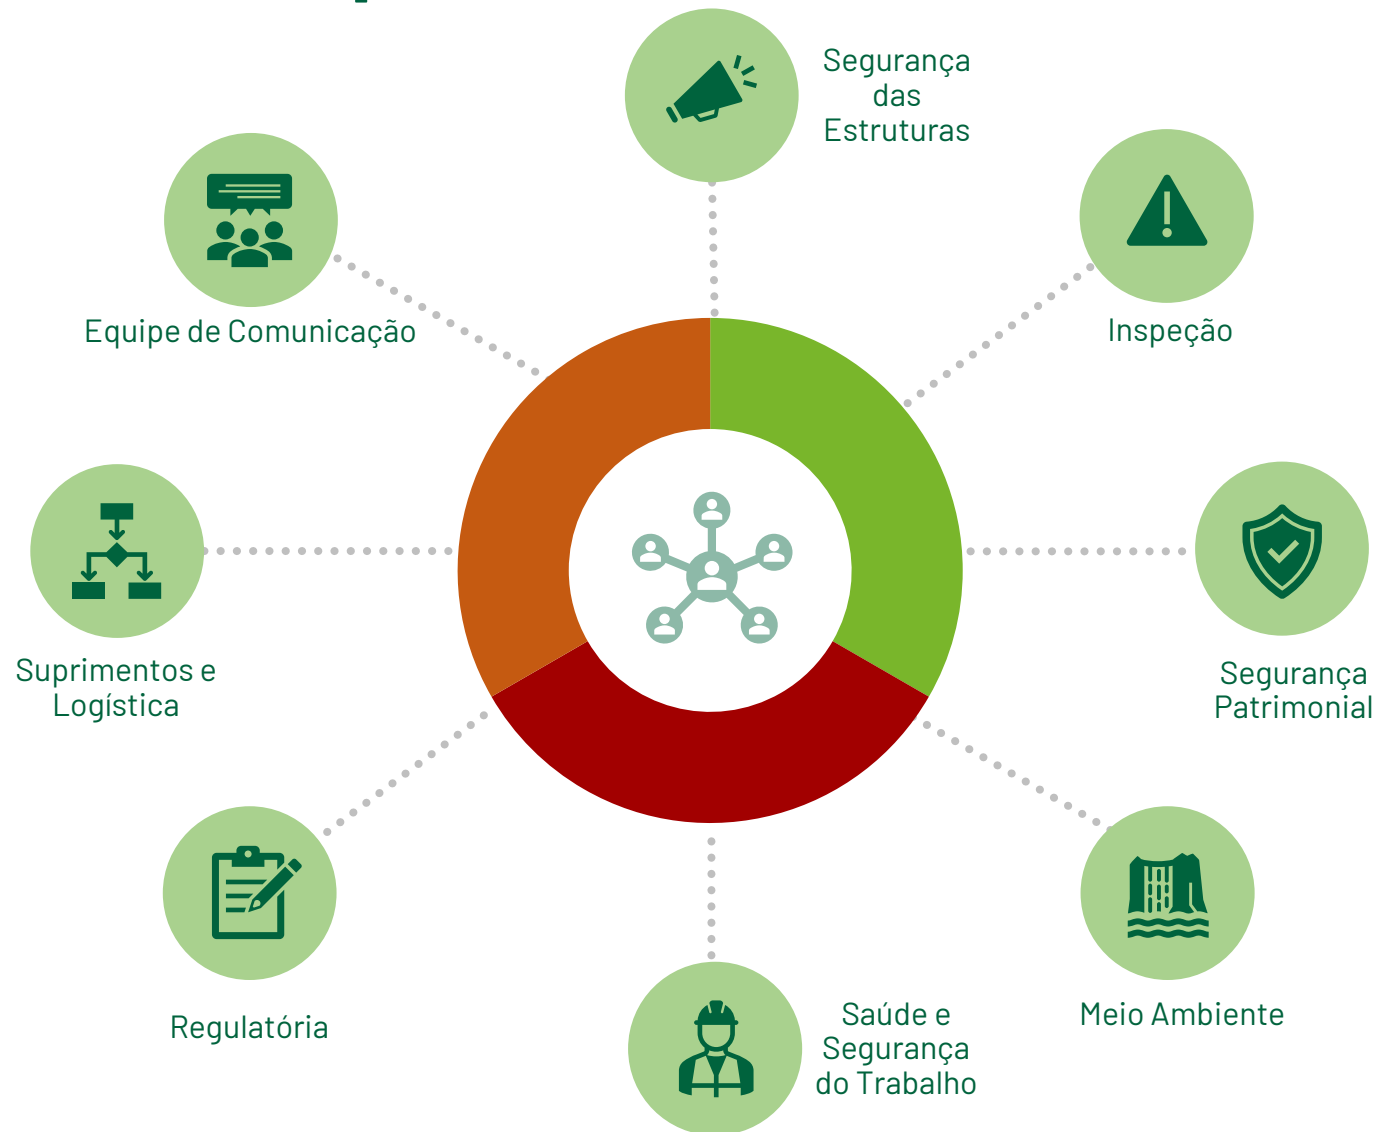 Segurança
das
Estruturas
Inspeção
Equipe de Comunicação
Segurança
Patrimonial
Suprimentos e
Logística
Meio Ambiente
Saúde e
Segurança
do Trabalho
Regulatória